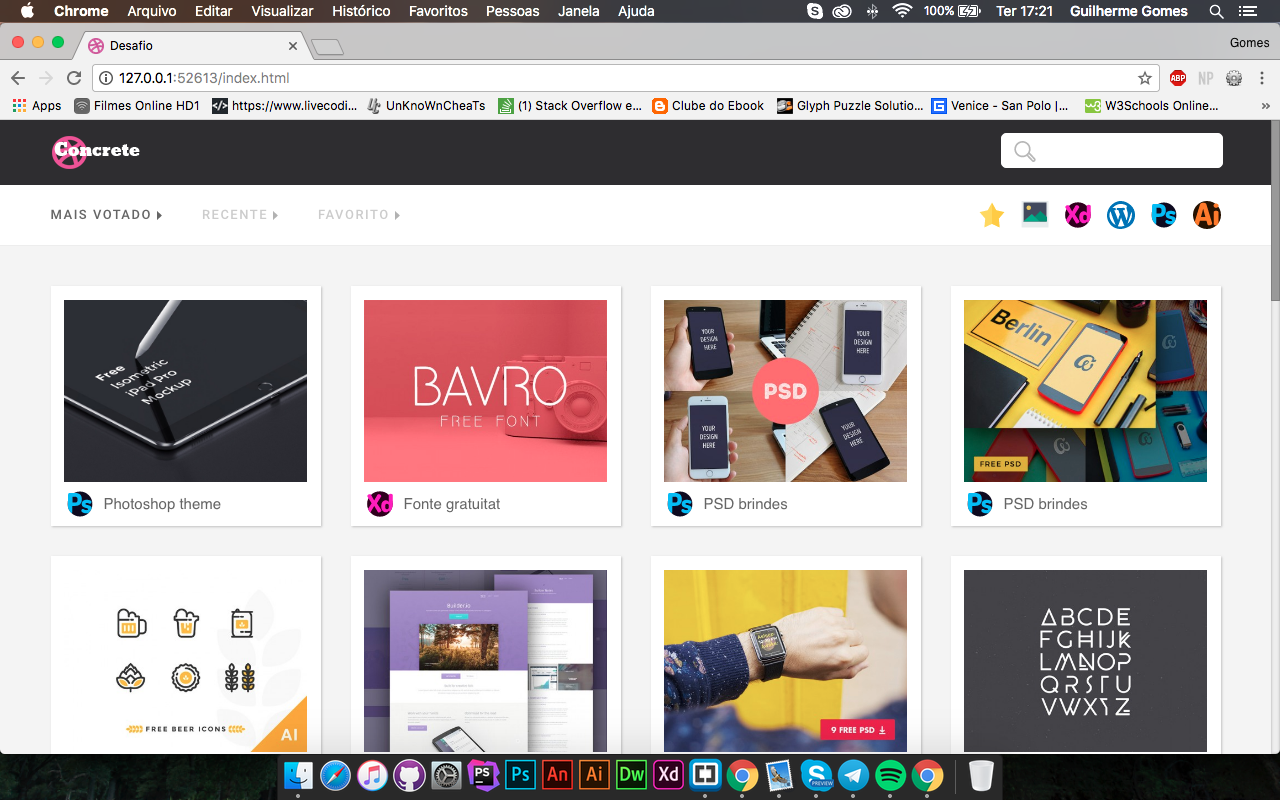 Chrome Arquivo Editar Visualizar Histórico Favoritos Pessoas Janela Ajuda 100% Ter 17:21 Guilherme Gomes
Desafio Gomes
127.0.0.1:52613/index.html ABP NP
Apps Filmes Online HD1 https://www.livecodi... UnKnoWnCheaTs (1) Stack Overflow e... Clube do Ebook Glyph Puzzle Solutio... Venice - San Polo |... W3Schools Online... »
Concrete
MAIS VOTADO RECENTE FAVORITO Xd Ps Ai
Free
Isometric
iPad Pro
Mockup
BAVRO
FREE FONT
YOUR
DESIGN
HERE
YOUR
DESIGN
HERE
PSD
YOUR
DESIGN
HERE
YOUR
DESIGN
HERE
Berlin
FREE PSD
Ps Photoshop theme
Xd Fonte gratuitat
Ps PSD brindes
Ps PSD brindes
FREE BEER ICONS
AI
Builder.io
9 FREE PSD
ABCDE
FGHIJK
LMNOP
QRSTU
VWXYZ
PS Ps An Ai Dw Xd PREVIEW